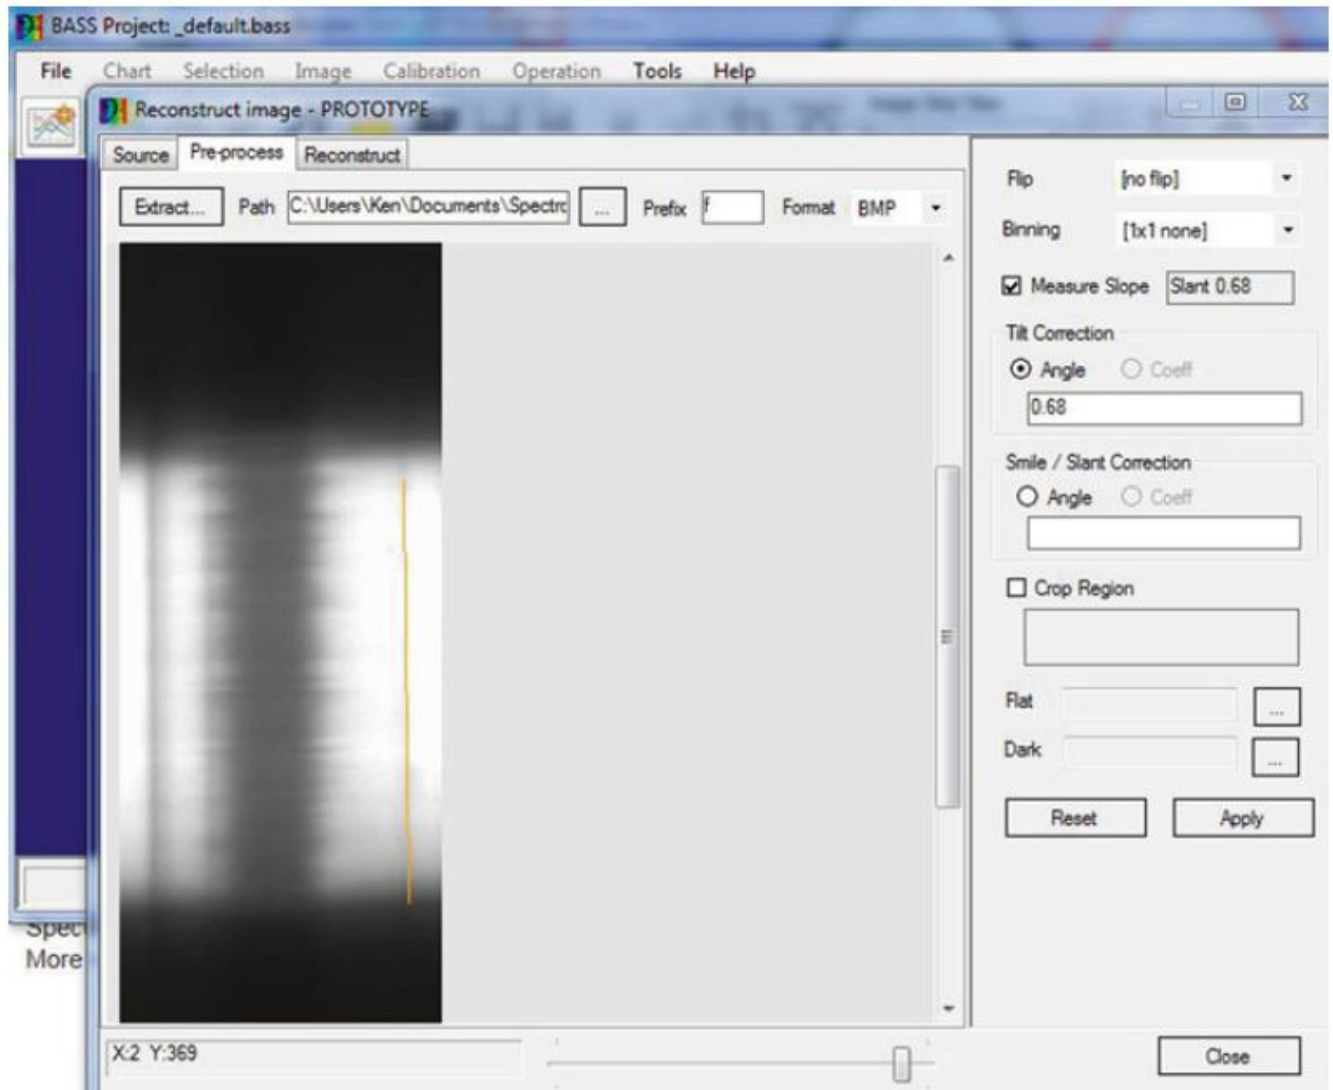 BASS Project: _default.bass
File Chart Selection Image Calibration Operation Tools Help
Reconstruct image - PROTOTYPE
Source Pre-process Reconstruct
Extract... Path C:\Users\Ken\Documents\Spectrc ... Prefix f Format BMP
Flip [no flip]
Binning [1x1 none]
Measure Slope Slant 0.68
Tilt Correction
Angle Coeff
0.68
Smile / Slant Correction
Angle Coeff
Crop Region
Flat ...
Dark ...
Reset Apply
Spect
More
X:2 Y:369
Close